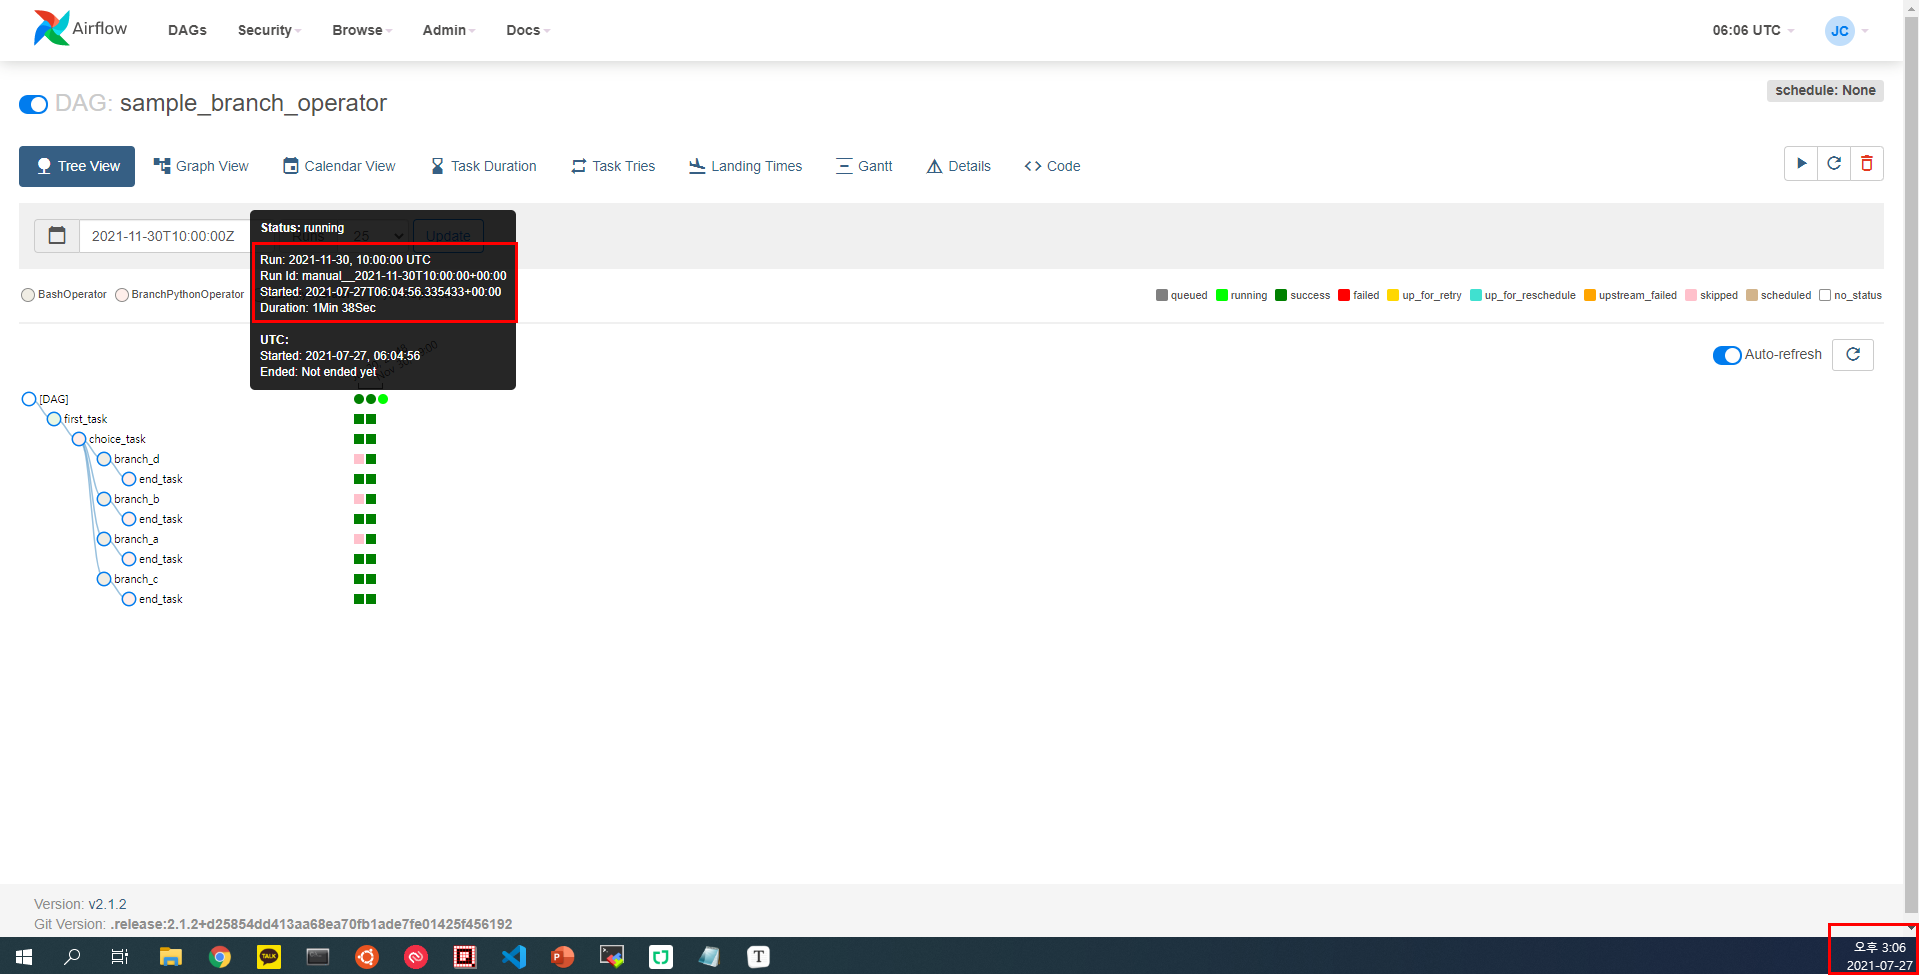 Airflow DAGs Security Browse Admin Docs 06:06 UTC JC
DAG: sample_branch_operator schedule: None
Tree View Graph View Calendar View Task Duration Task Tries Landing Times Gantt Details <> Code
2021-11-30T10:00:00Z Runs 25 Update
Status: running
Run: 2021-11-30, 10:00:00 UTC
Run Id: manual__2021-11-30T10:00:00+00:00
Started: 2021-07-27T06:04:56.335433+00:00
Duration: 1Min 38Sec
UTC:
Started: 2021-07-27, 06:04:56
Ended: Not ended yet
BashOperator BranchPythonOperator queued running success failed up_for_retry up_for_reschedule upstream_failed skipped scheduled no_status
Auto-refresh
[DAG]
first_task
choice_task
branch_d
end_task
branch_b
end_task
branch_a
end_task
branch_c
end_task
Version: v2.1.2
Git Version: .release:2.1.2+d25854dd413aa68ea70fb1ade7fe01425f456192
TALK
P
T
오후 3:06
2021-07-27